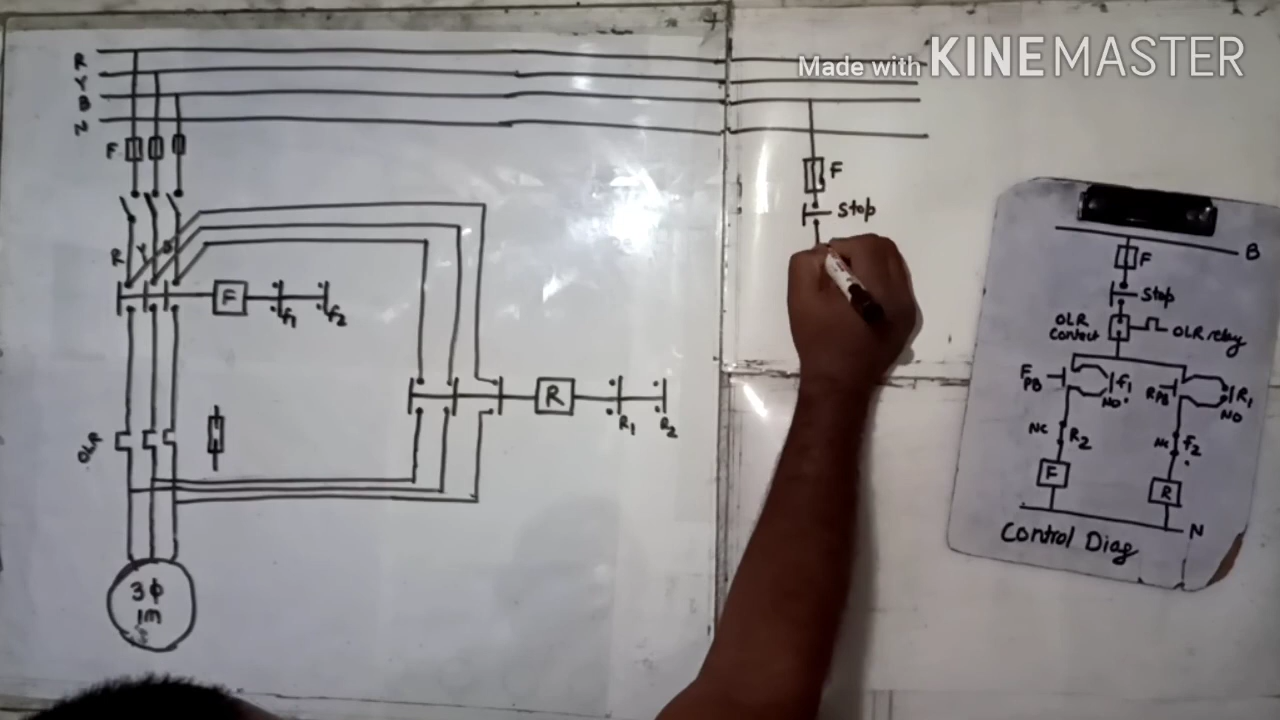 Made with KINEMASTER
R
Y
B
N
F
R Y B
F f1 f2
OLR
R R1 R2
3Φ
IM
F
Stop
B
F
Stop
OLR Contact
OLR relay
F PB
f1
NO
R PB
R1
NO
NC R2
NC f2
F
R
N
Control Diag